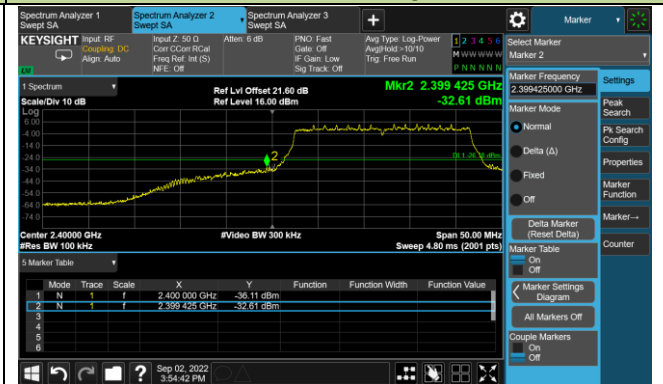 Spectrum Analyzer 1
Swept SA
Spectrum Analyzer 2
Swept SA
Spectrum Analyzer 3
Swept SA
Marker
KEYSIGHT
Input: RF
Coupling: DC
Align: Auto
Input Z: 50 Ω
Corr CCorr RCal
Freq Ref: Int (S)
NFE: Off
Atten: 6 dB
PNO: Fast
Gate: Off
IF Gain: Low
Sig Track: Off
Avg Type: Log-Power
Avg|Hold:>10/10
Trig: Free Run
1 2 3 4 5 6
M W W W W W
P N N N N N
Select Marker
Marker 2
1 Spectrum
Scale/Div 10 dB
Ref Lvl Offset 21.60 dB
Ref Level 16.00 dBm
Mkr2 2.399 425 GHz
-32.61 dBm
Log
6.00
-4.00
-14.0
-24.0
-34.0
-44.0
-54.0
-64.0
-74.0
2
Center 2.40000 GHz
#Res BW 100 kHz
#Video BW 300 kHz
Span 50.00 MHz
Sweep 4.80 ms (2001 pts)
5 Marker Table
Mode Trace Scale X Y Function Function Width Function Value
1 N 1 f 2.400 000 GHz -36.11 dBm
2 N 1 f 2.399 425 GHz -32.61 dBm
3
4
5
6
Marker Frequency
2.399425000 GHz
Marker Mode
Normal
Delta (Δ)
Fixed
Off
Delta Marker
(Reset Delta)
Marker Table
On
Off
Marker Settings
Diagram
All Markers Off
Couple Markers
On
Off
Settings
Peak
Search
Pk Search
Config
Properties
Marker
Function
Marker→
Counter
Sep 02, 2022
3:54:42 PM